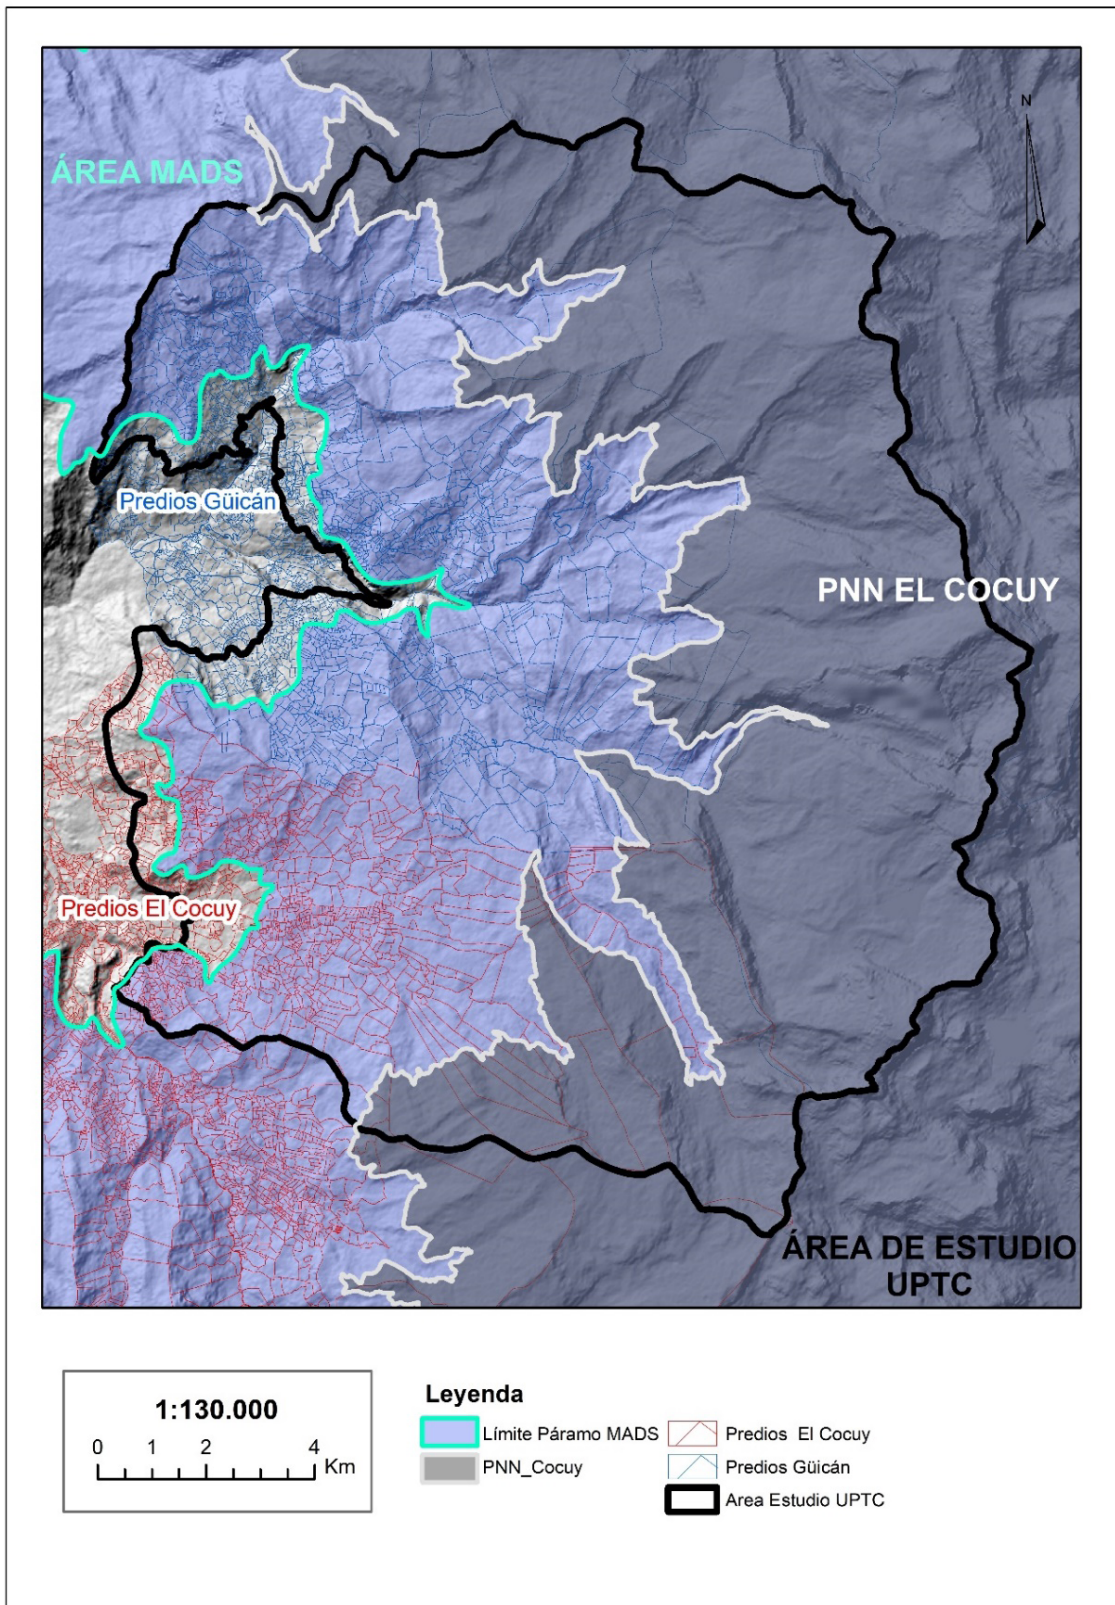 N
ÁREA MADS
Predios Güicán
PNN EL COCUY
Predios El Cocuy
ÁREA DE ESTUDIO
UPTC
1:130.000
0 1 2 4
Km
Leyenda
Límite Páramo MADS
PNN_Cocuy
Predios El Cocuy
Predios Güicán
Area Estudio UPTC